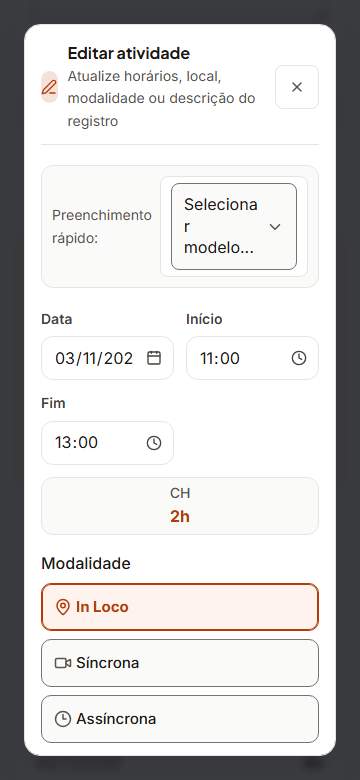 Editar atividade
Atualize horários, local,
modalidade ou descrição do
registro
Preenchimento
rápido:
Seleciona
r
modelo...
Data
Início
03/11/202
11:00
Fim
13:00
CH
2h
Modalidade
In Loco
Síncrona
Assíncrona